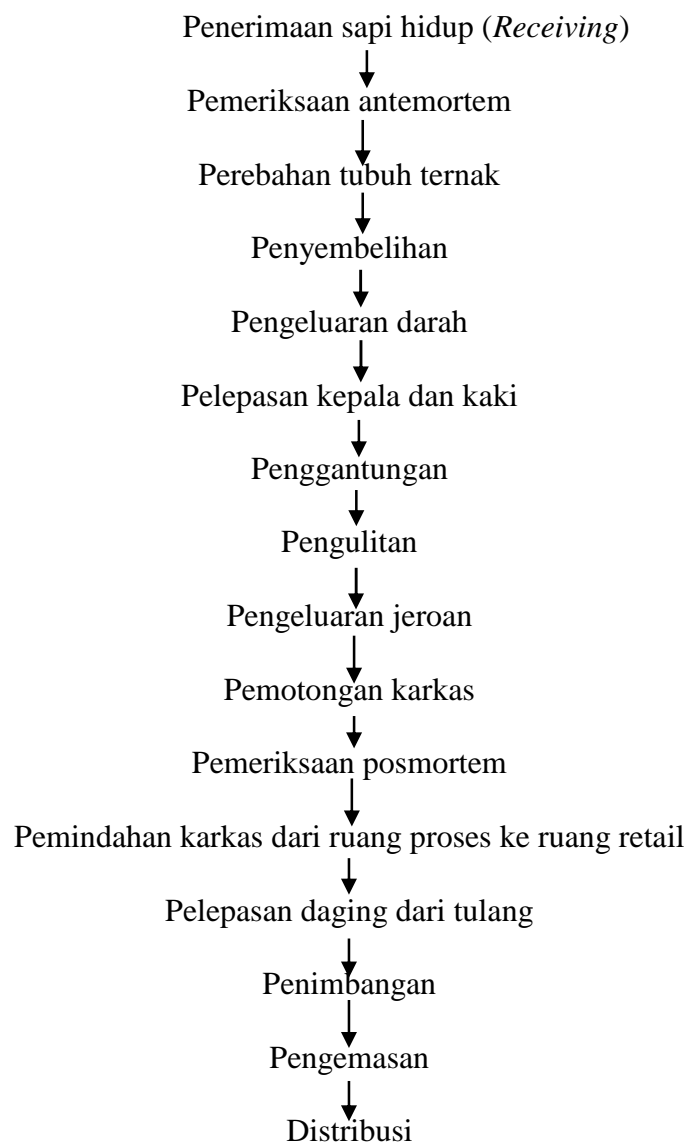 Penerimaan sapi hidup (Receiving)
Pemeriksaan antemortem
Perebahan tubuh ternak
Penyembelihan
Pengeluaran darah
Pelepasan kepala dan kaki
Penggantungan
Pengulitan
Pengeluaran jeroan
Pemotongan karkas
Pemeriksaan posmortem
Pemindahan karkas dari ruang proses ke ruang retail
Pelepasan daging dari tulang
Penimbangan
Pengemasan
Distribusi